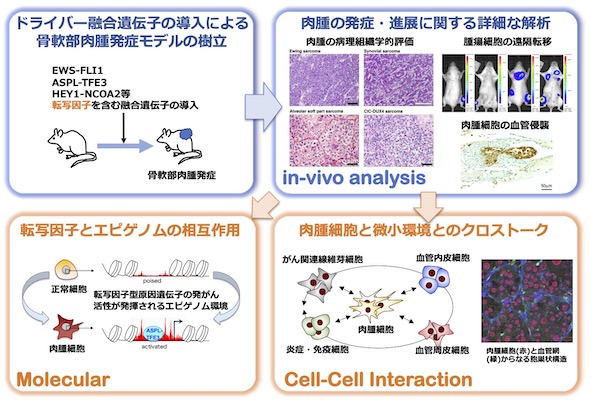 ドライバー融合遺伝子の導入による
骨軟部肉腫発症モデルの樹立
EWS-FLI1
ASPL-TFE3
HEY1-NCOA2等
転写因子を含む融合遺伝子の導入
骨軟部肉腫発症
肉腫の発症・進展に関する詳細な解析
肉腫の病理組織学的評価
Ewing sarcoma
Synovial sarcoma
Alveolar soft part sarcoma
CIC-DUX4 sarcoma
腫瘍細胞の遠隔転移
肉腫細胞の血管侵襲
50μm
in-vivo analysis
転写因子とエピゲノムの相互作用
正常細胞
poised
転写因子型原因遺伝子の発がん
活性が発揮されるエピゲノム環境
肉腫細胞
ASPL-
TFE1
activated
Molecular
肉腫細胞と微小環境とのクロストーク
がん関連線維芽細胞
血管内皮細胞
肉腫細胞
炎症・免疫細胞
血管周皮細胞
肉腫細胞(赤)と血管網
(緑)からなる胞巣状構造
Cell-Cell Interaction